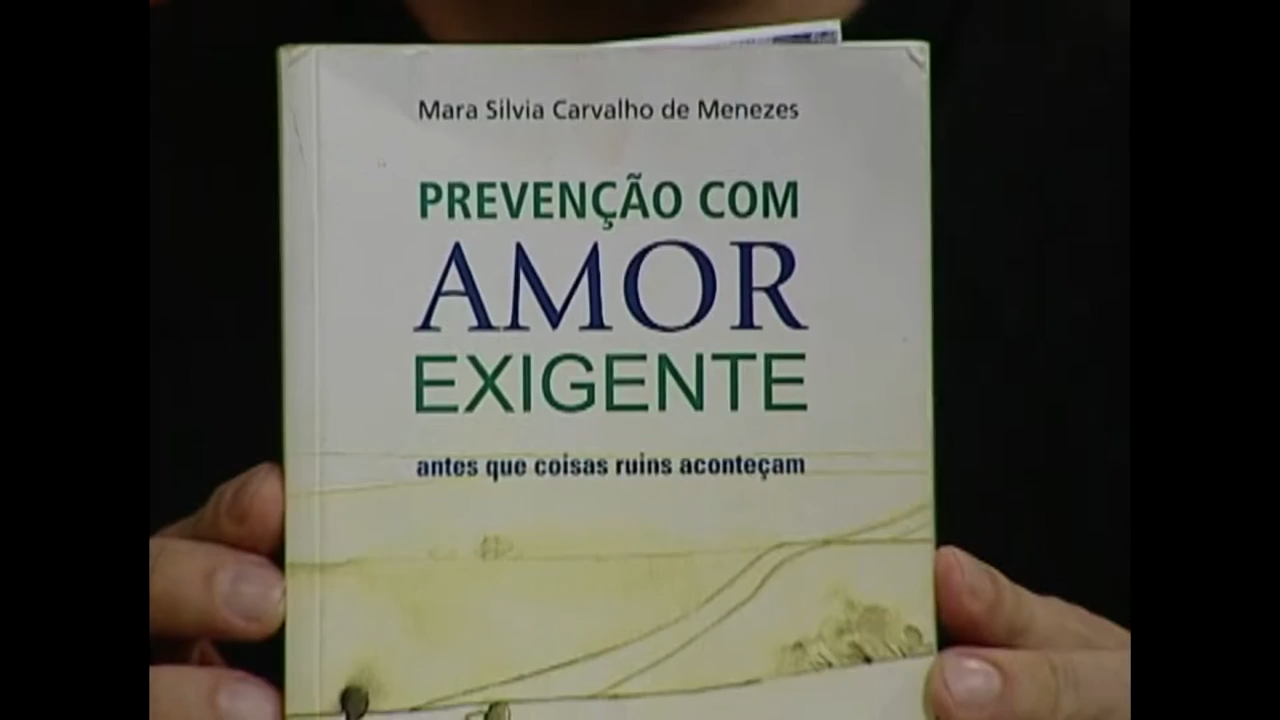 Mara Silvia Carvalho de Menezes
PREVENÇÃO COM
AMOR
EXIGENTE
antes que coisas ruins aconteçam